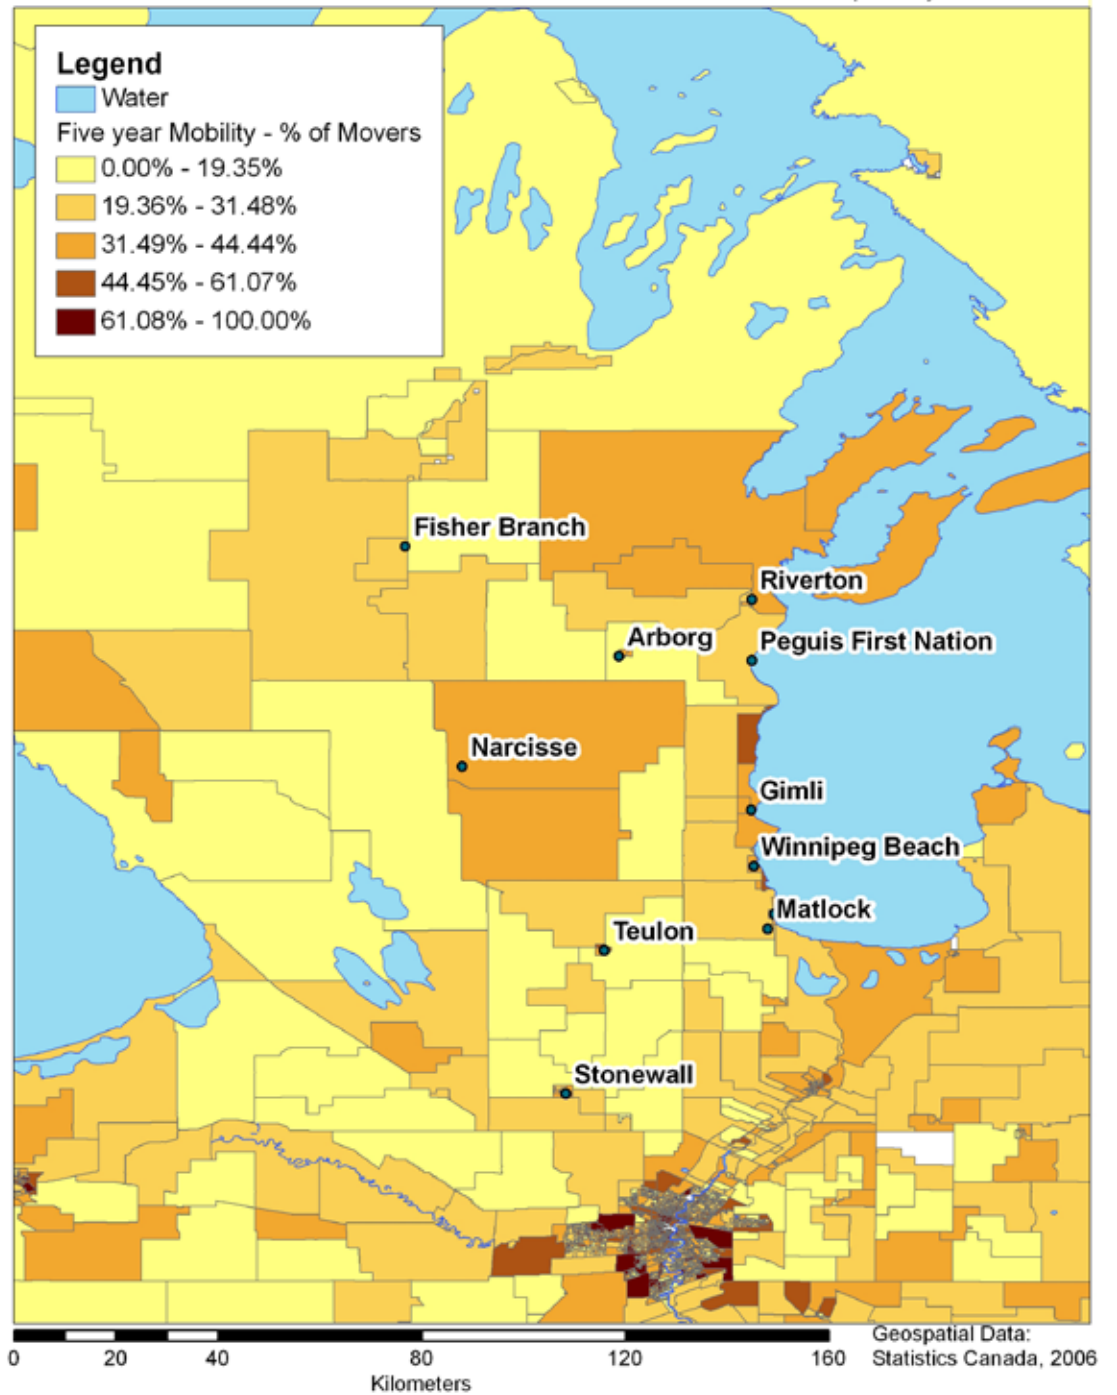 Legend
Water
Five year Mobility - % of Movers
0.00% - 19.35%
19.36% - 31.48%
31.49% - 44.44%
44.45% - 61.07%
61.08% - 100.00%
Fisher Branch
Riverton
Arborg
Peguis First Nation
Narcisse
Gimli
Winnipeg Beach
Matlock
Teulon
Stonewall
0 20 40 80 120 160
Kilometers
Geospatial Data:
Statistics Canada, 2006